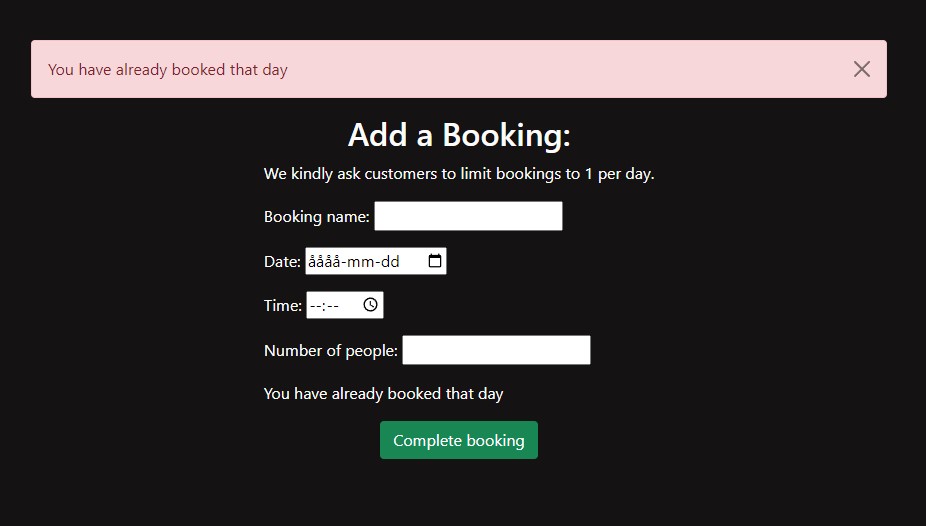 You have already booked that day
Add a Booking:
We kindly ask customers to limit bookings to 1 per day.
Booking name:
Date: åååå-mm-dd
Time: --:--
Number of people:
You have already booked that day
Complete booking